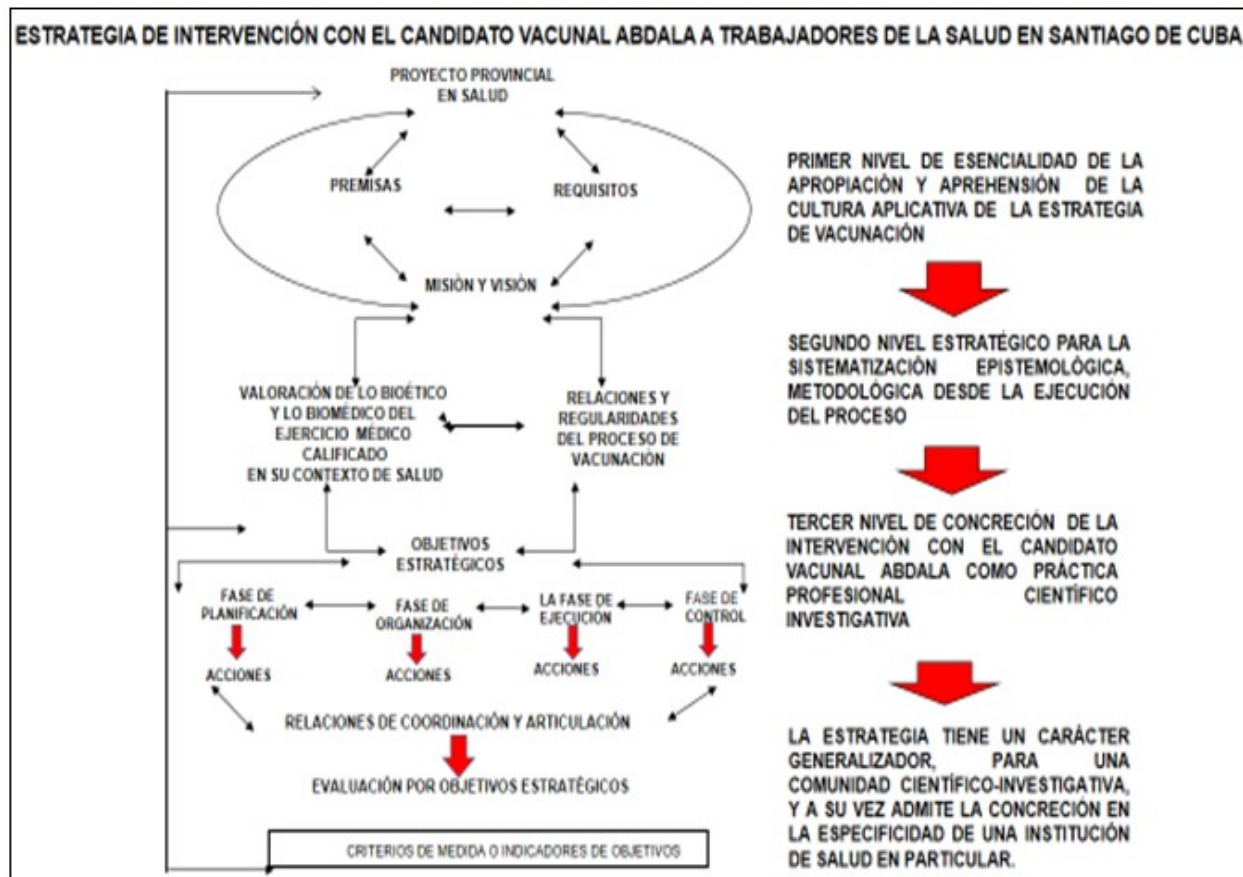 ESTRATEGIA DE INTERVENCIÓN CON EL CANDIDATO VACUNAL ABDALA A TRABAJADORES DE LA SALUD EN SANTIAGO DE CUBA
PROYECTO PROVINCIAL
EN SALUD
PREMISAS
REQUISITOS
MISIÒN Y VISIÓN
VALORACIÓN DE LO BIOÉTICO
Y LO BIOMÉDICO DEL
EJERCICIO MÉDICO
CALIFICADO
EN SU CONTEXTO DE SALUD
RELACIONES Y
REGULARIDADES
DEL PROCESO DE
VACUNACIÓN
OBJETIVOS
ESTRATÉGICOS
FASE DE
PLANIFICACIÓN
FASE DE
ORGANIZACIÓN
LA FASE DE
EJECUCIÓN
FASE DE
CONTROL
ACCIONES
ACCIONES
ACCIONES
ACCIONES
RELACIONES DE COORDINACIÓN Y ARTICULACIÓN
EVALUACIÓN POR OBJETIVOS ESTRATÉGICOS
CRITERIOS DE MEDIDA O INDICADORES DE OBJETIVOS
PRIMER NIVEL DE ESENCIALIDAD DE LA
APROPIACIÒN Y APREHENSIÓN DE LA
CULTURA APLICATIVA DE LA ESTRATEGIA
DE VACUNACIÓN
SEGUNDO NIVEL ESTRATÉGICO PARA LA
SISTEMATIZACIÓN EPISTEMOLÓGICA,
METODOLÓGICA DESDE LA EJECUCIÓN
DEL PROCESO
TERCER NIVEL DE CONCRECIÓN DE LA
INTERVENCIÓN CON EL CANDIDATO
VACUNAL ABDALA COMO PRÁCTICA
PROFESIONAL CIENTÍFICO
INVESTIGATIVA
LA ESTRATEGIA TIENE UN CARÁCTER
GENERALIZADOR, PARA UNA
COMUNIDAD CIENTÍFICO-INVESTIGATIVA,
Y A SU VEZ ADMITE LA CONCRECIÓN EN
LA ESPECIFICIDAD DE UNA INSTITUCIÓN
DE SALUD EN PARTICULAR.